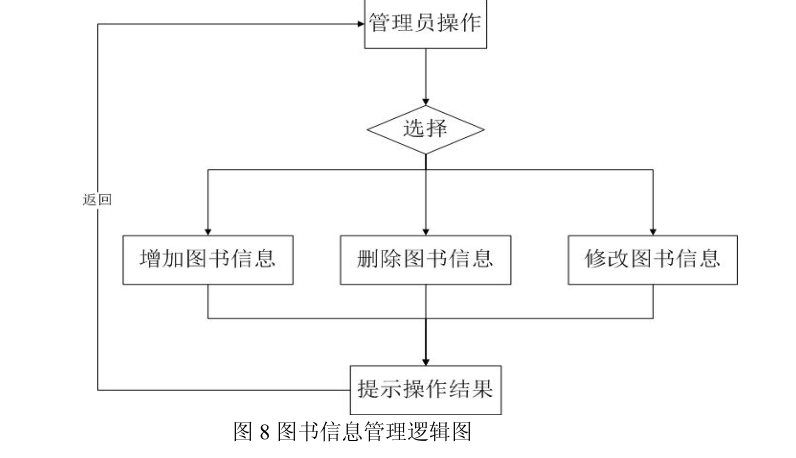 管理员操作
选择
返回
增加图书信息
删除图书信息
修改图书信息
提示操作结果
图 8 图书信息管理逻辑图